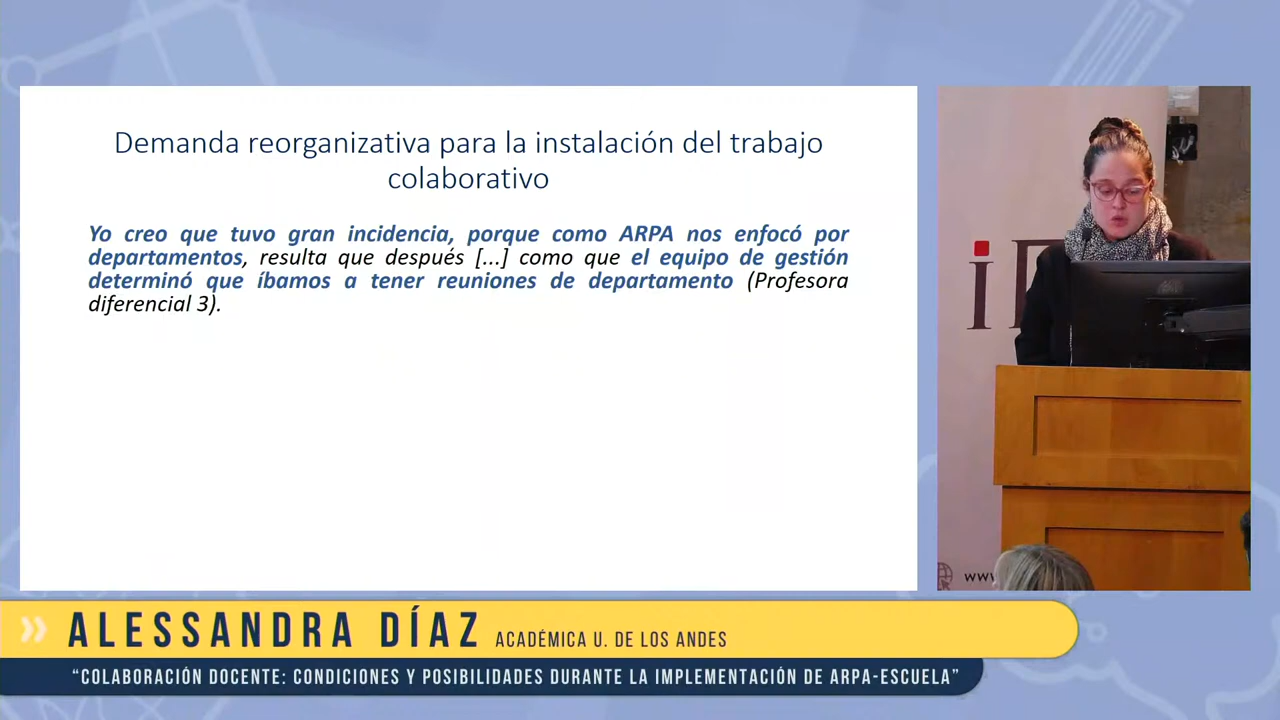 Demanda reorganizativa para la instalación del trabajo
colaborativo
Yo creo que tuvo gran incidencia, porque como ARPA nos enfocó por
departamentos, resulta que después [...] como que el equipo de gestión
determinó que íbamos a tener reuniones de departamento (Profesora
diferencial 3).
www
ALESSANDRA DÍAZ ACADÉMICA U. DE LOS ANDES
“COLABORACIÓN DOCENTE: CONDICIONES Y POSIBILIDADES DURANTE LA IMPLEMENTACIÓN DE ARPA-ESCUELA”